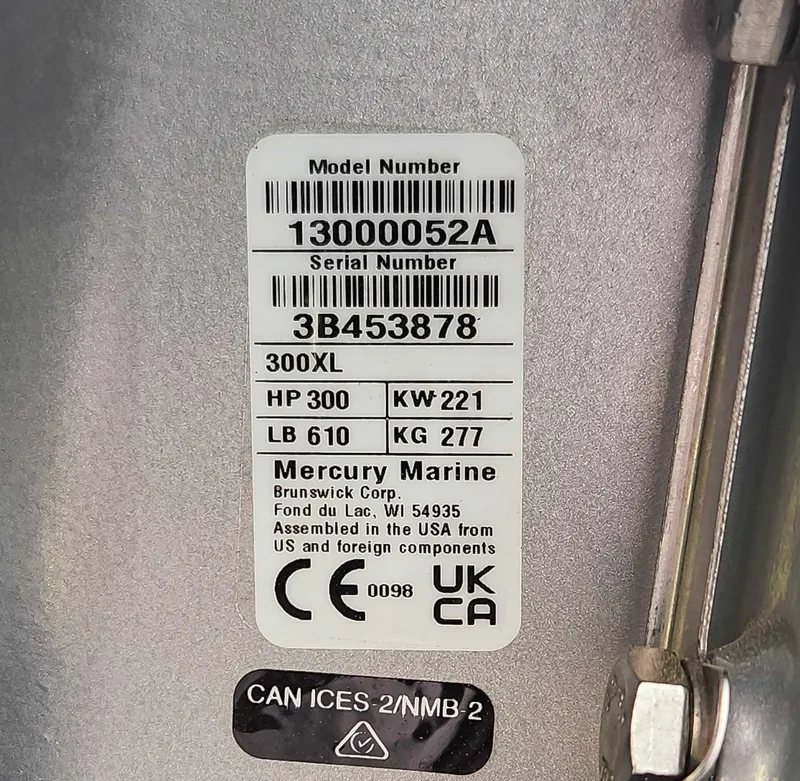 Model Number
13000052A
Serial Number
3B453878
300XL
HP 300 KW 221
LB 610 KG 277
Mercury Marine
Brunswick Corp.
Fond du Lac, WI 54935
Assembled in the USA from
US and foreign components
CE 0098 UK
CA
CAN ICES-2/NMB-2